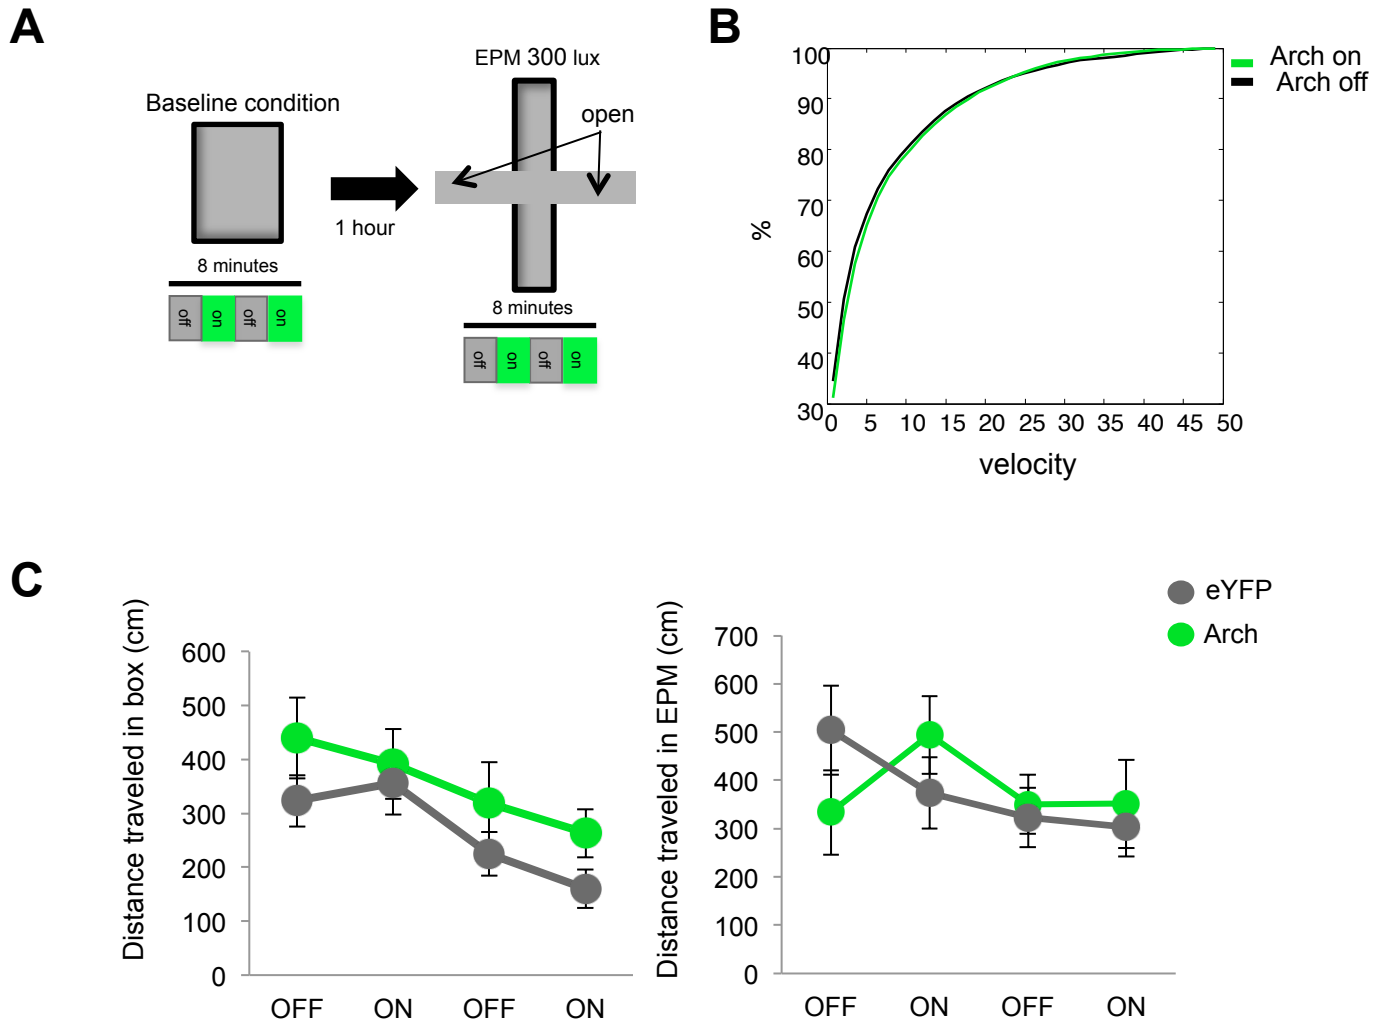 A
Baseline condition
8 minutes
off on off on
1 hour
EPM 300 lux
open
8 minutes
off on off on
B
%
100
90
80
70
60
50
40
30
0 5 10 15 20 25 30 35 40 45 50
velocity
Arch on
Arch off
C
Distance traveled in box (cm)
600
500
400
300
200
100
0
OFF ON OFF ON
Distance traveled in EPM (cm)
700
600
500
400
300
200
100
0
OFF ON OFF ON
eYFP
Arch